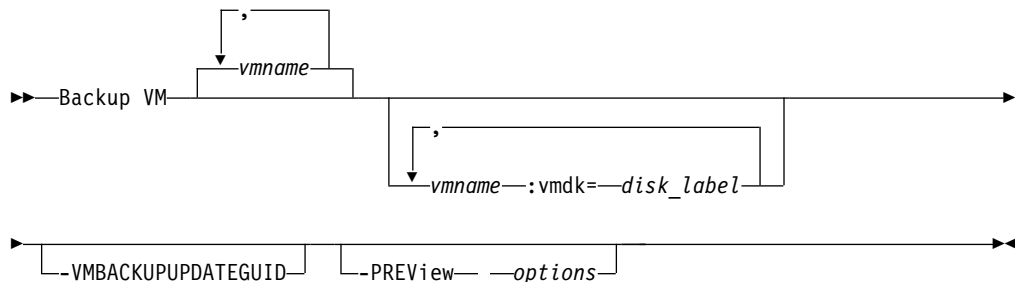 ,
vmname
Backup VM
,
vmname :vmdk= disk_label
-VMBACKUPUPDATEGUID -PREView options